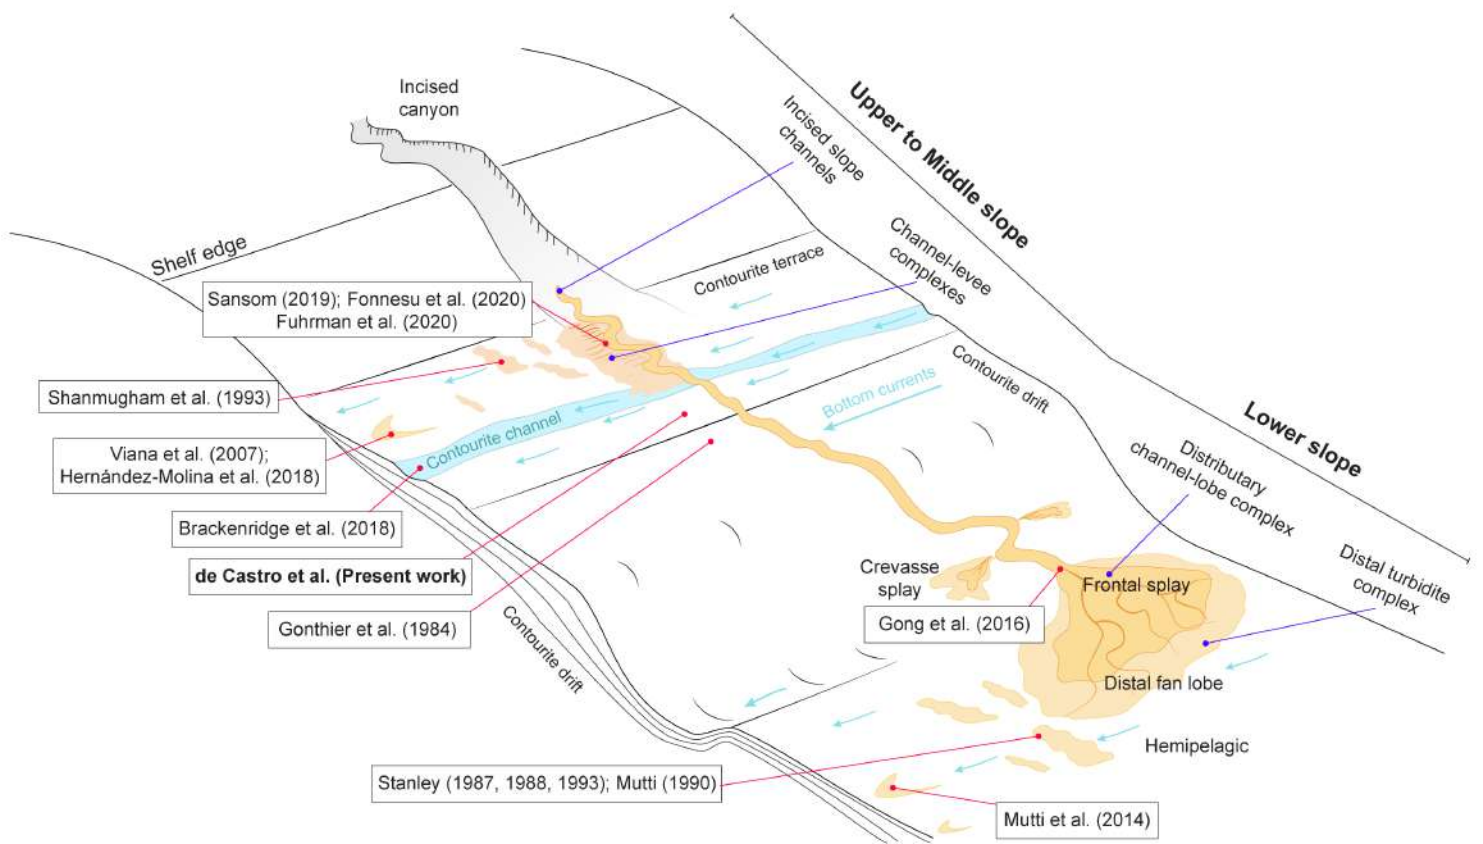 Incised
canyon
Upper to Middle slope
Incised slope
channels
Shelf edge
Contourite terrace
Channel-levee
complexes
Sansom (2019); Fonnesu et al. (2020)
Fuhrman et al. (2020)
Contourite drift
Shanmugham et al. (1993)
Bottom currents
Contourite channel
Lower slope
Viana et al. (2007);
Hernández-Molina et al. (2018)
Distributary
channel-lobe complex
Brackenridge et al. (2018)
de Castro et al. (Present work)
Crevasse
splay
Frontal splay
Distal turbidite
complex
Gonthier et al. (1984)
Gong et al. (2016)
Contourite drift
Distal fan lobe
Hemipelagic
Stanley (1987, 1988, 1993); Mutti (1990)
Mutti et al. (2014)